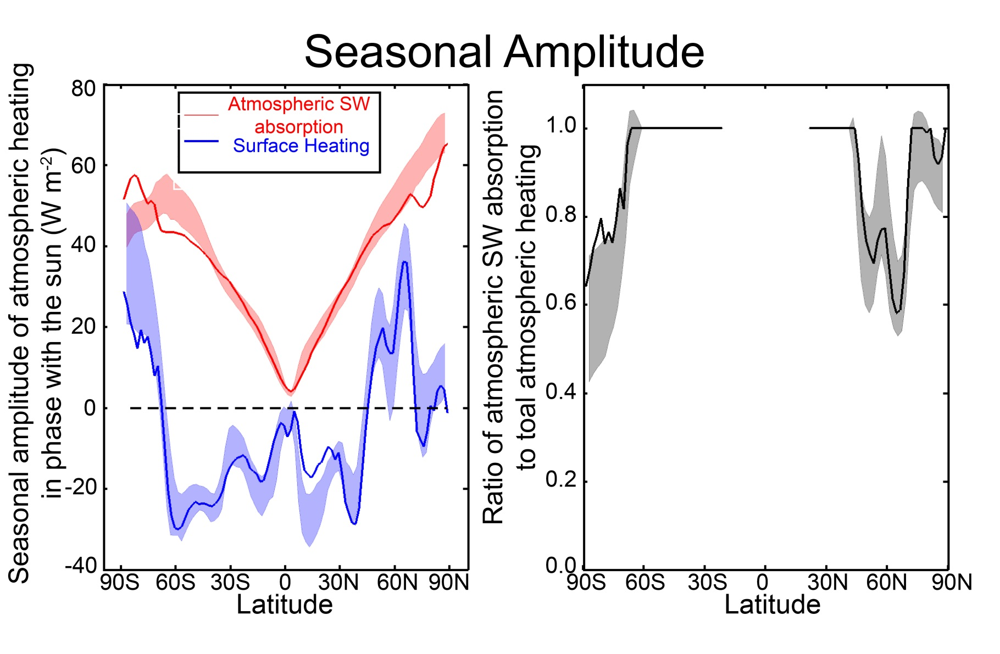 Seasonal Amplitude
Seasonal amplitude of atmospheric heating
in phase with the sun (W m-2)
80
60
40
20
0
-20
-40
Atmospheric SW
absorption
Surface Heating
90S 60S 30S 0 30N 60N 90N
Latitude
Ratio of atmospheric SW absorption
to toal atmospheric heating
1.0
0.8
0.6
0.4
0.2
0.0
90S 60S 30S 0 30N 60N 90N
Latitude